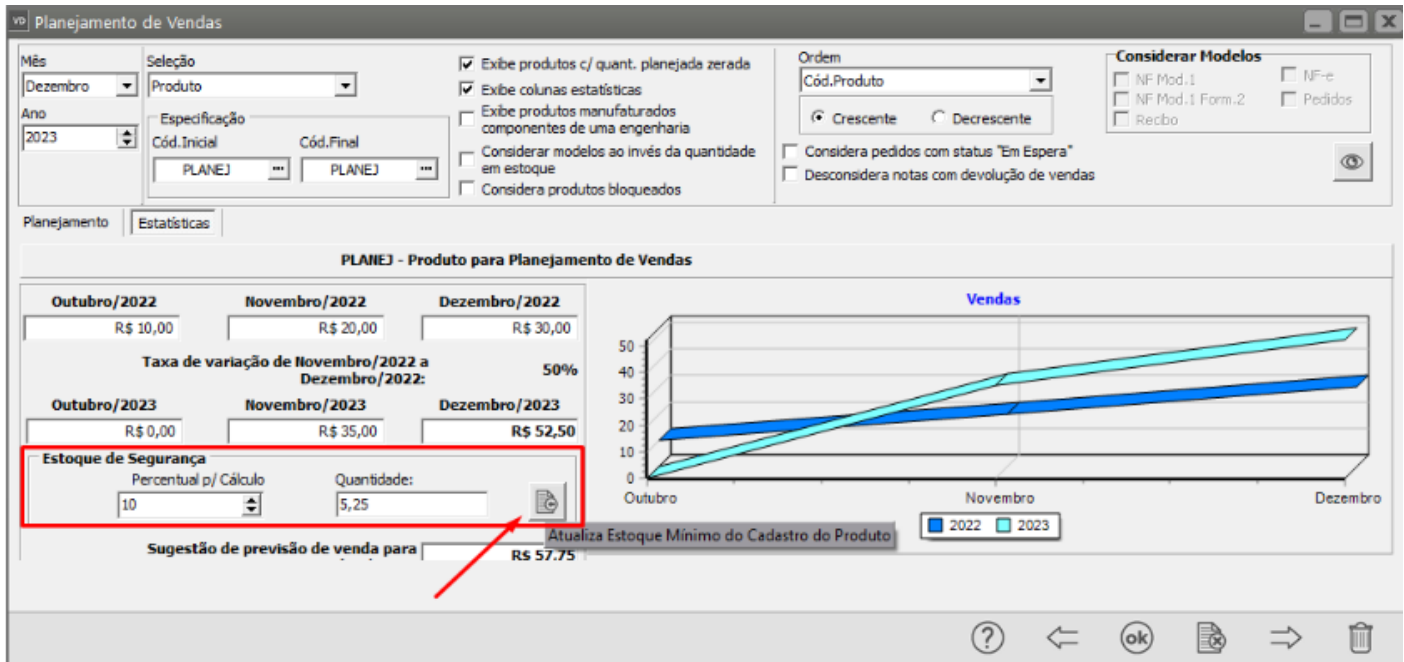 VD Planejamento de Vendas
Mês
Dezembro
Ano
2023
Seleção
Produto
Especificação
Cód.Inicial Cód.Final
PLANEJ ... PLANEJ ...
Exibe produtos c/ quant. planejada zerada
Exibe colunas estatísticas
Exibe produtos manufaturados
componentes de uma engenharia
Considerar modelos ao invés da quantidade
em estoque
Considera produtos bloqueados
Ordem
Cód.Produto
Crescente Decrescente
Considera pedidos com status "Em Espera"
Desconsidera notas com devolução de vendas
Considerar Modelos
NF Mod.1 NF-e
NF Mod.1 Form.2 Pedidos
Recibo
Planejamento Estatísticas
PLANEJ - Produto para Planejamento de Vendas
Outubro/2022 Novembro/2022 Dezembro/2022
R$ 10,00 R$ 20,00 R$ 30,00
Taxa de variação de Novembro/2022 a
Dezembro/2022:
50%
Outubro/2023 Novembro/2023 Dezembro/2023
R$ 0,00 R$ 35,00 R$ 52,50
Estoque de Segurança
Percentual p/ Cálculo Quantidade:
10 5,25
Atualiza Estoque Mínimo do Cadastro do Produto
Sugestão de previsão de venda para
R$ 57,75
Vendas
50
40
30
20
10
0
Outubro Novembro Dezembro
2022 2023
? ok